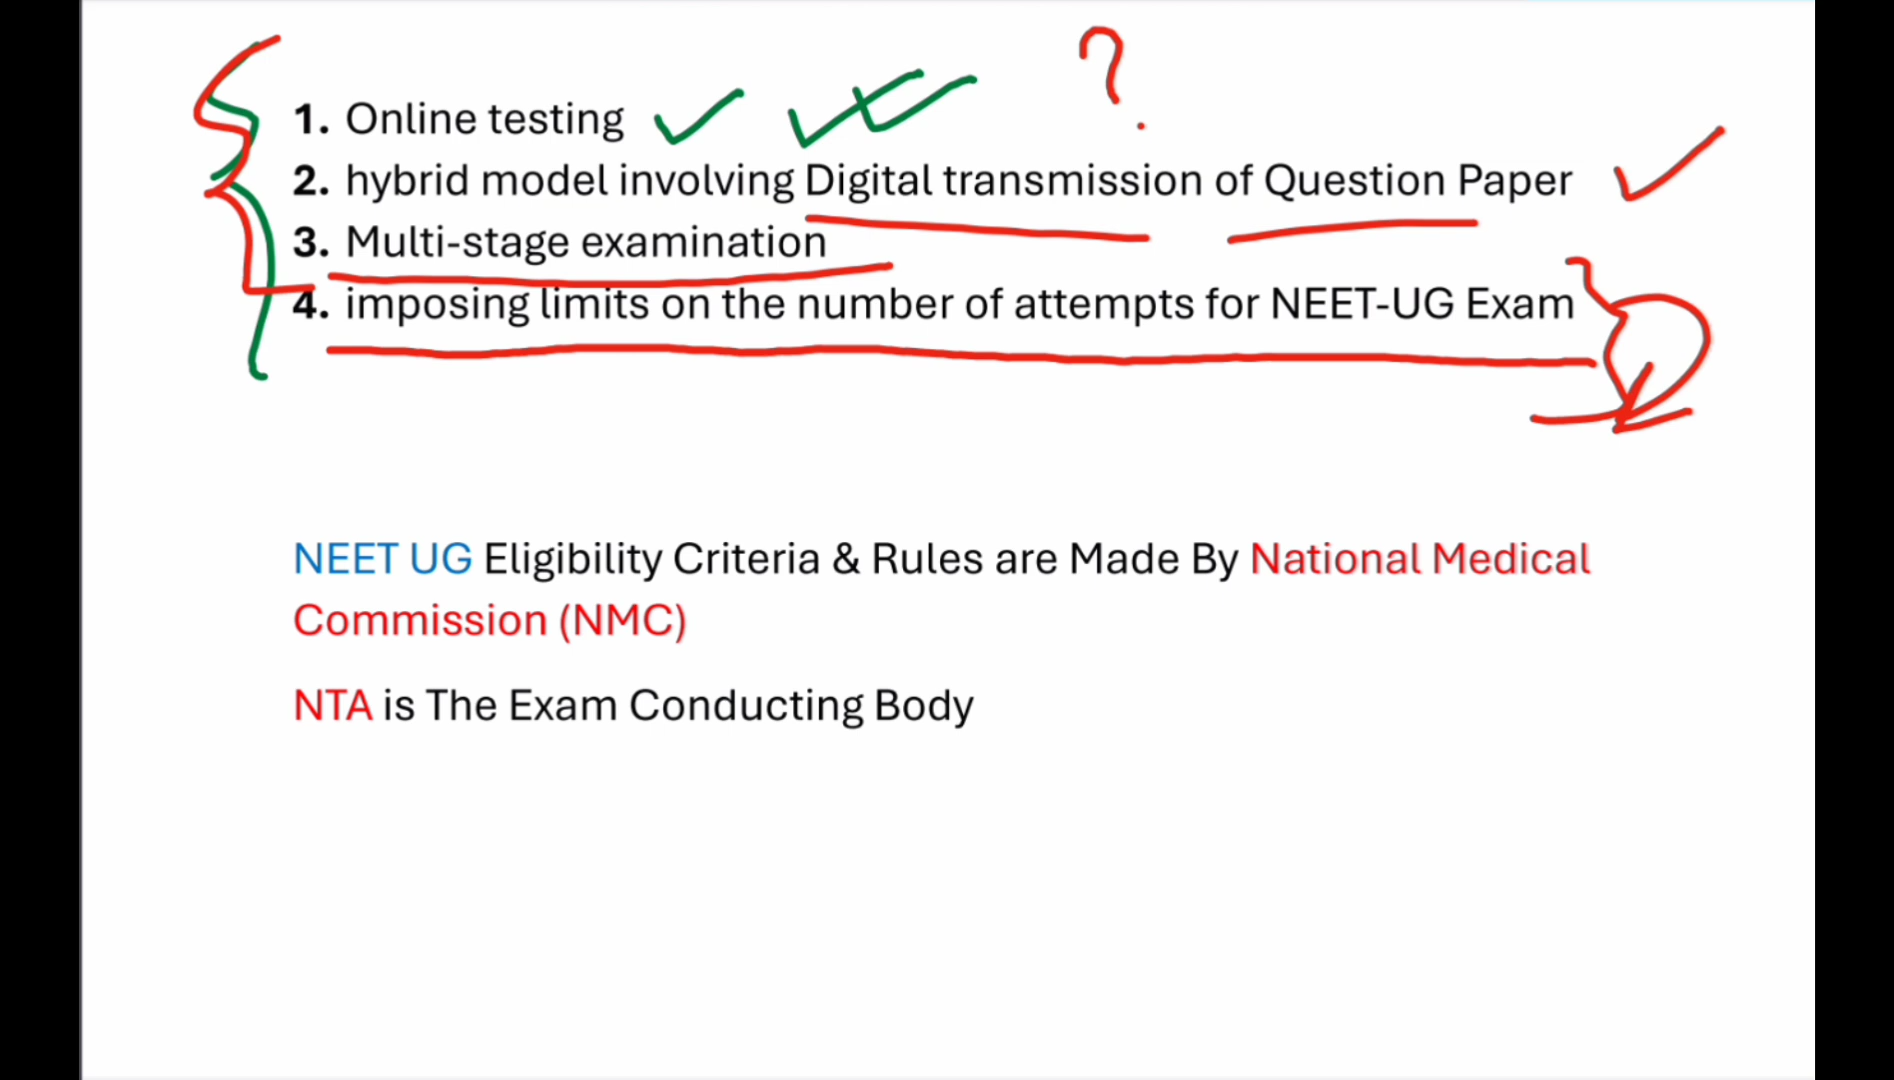 ?
1. Online testing
2. hybrid model involving Digital transmission of Question Paper
3. Multi-stage examination
4. imposing limits on the number of attempts for NEET-UG Exam
NEET UG Eligibility Criteria & Rules are Made By National Medical
Commission (NMC)
NTA is The Exam Conducting Body